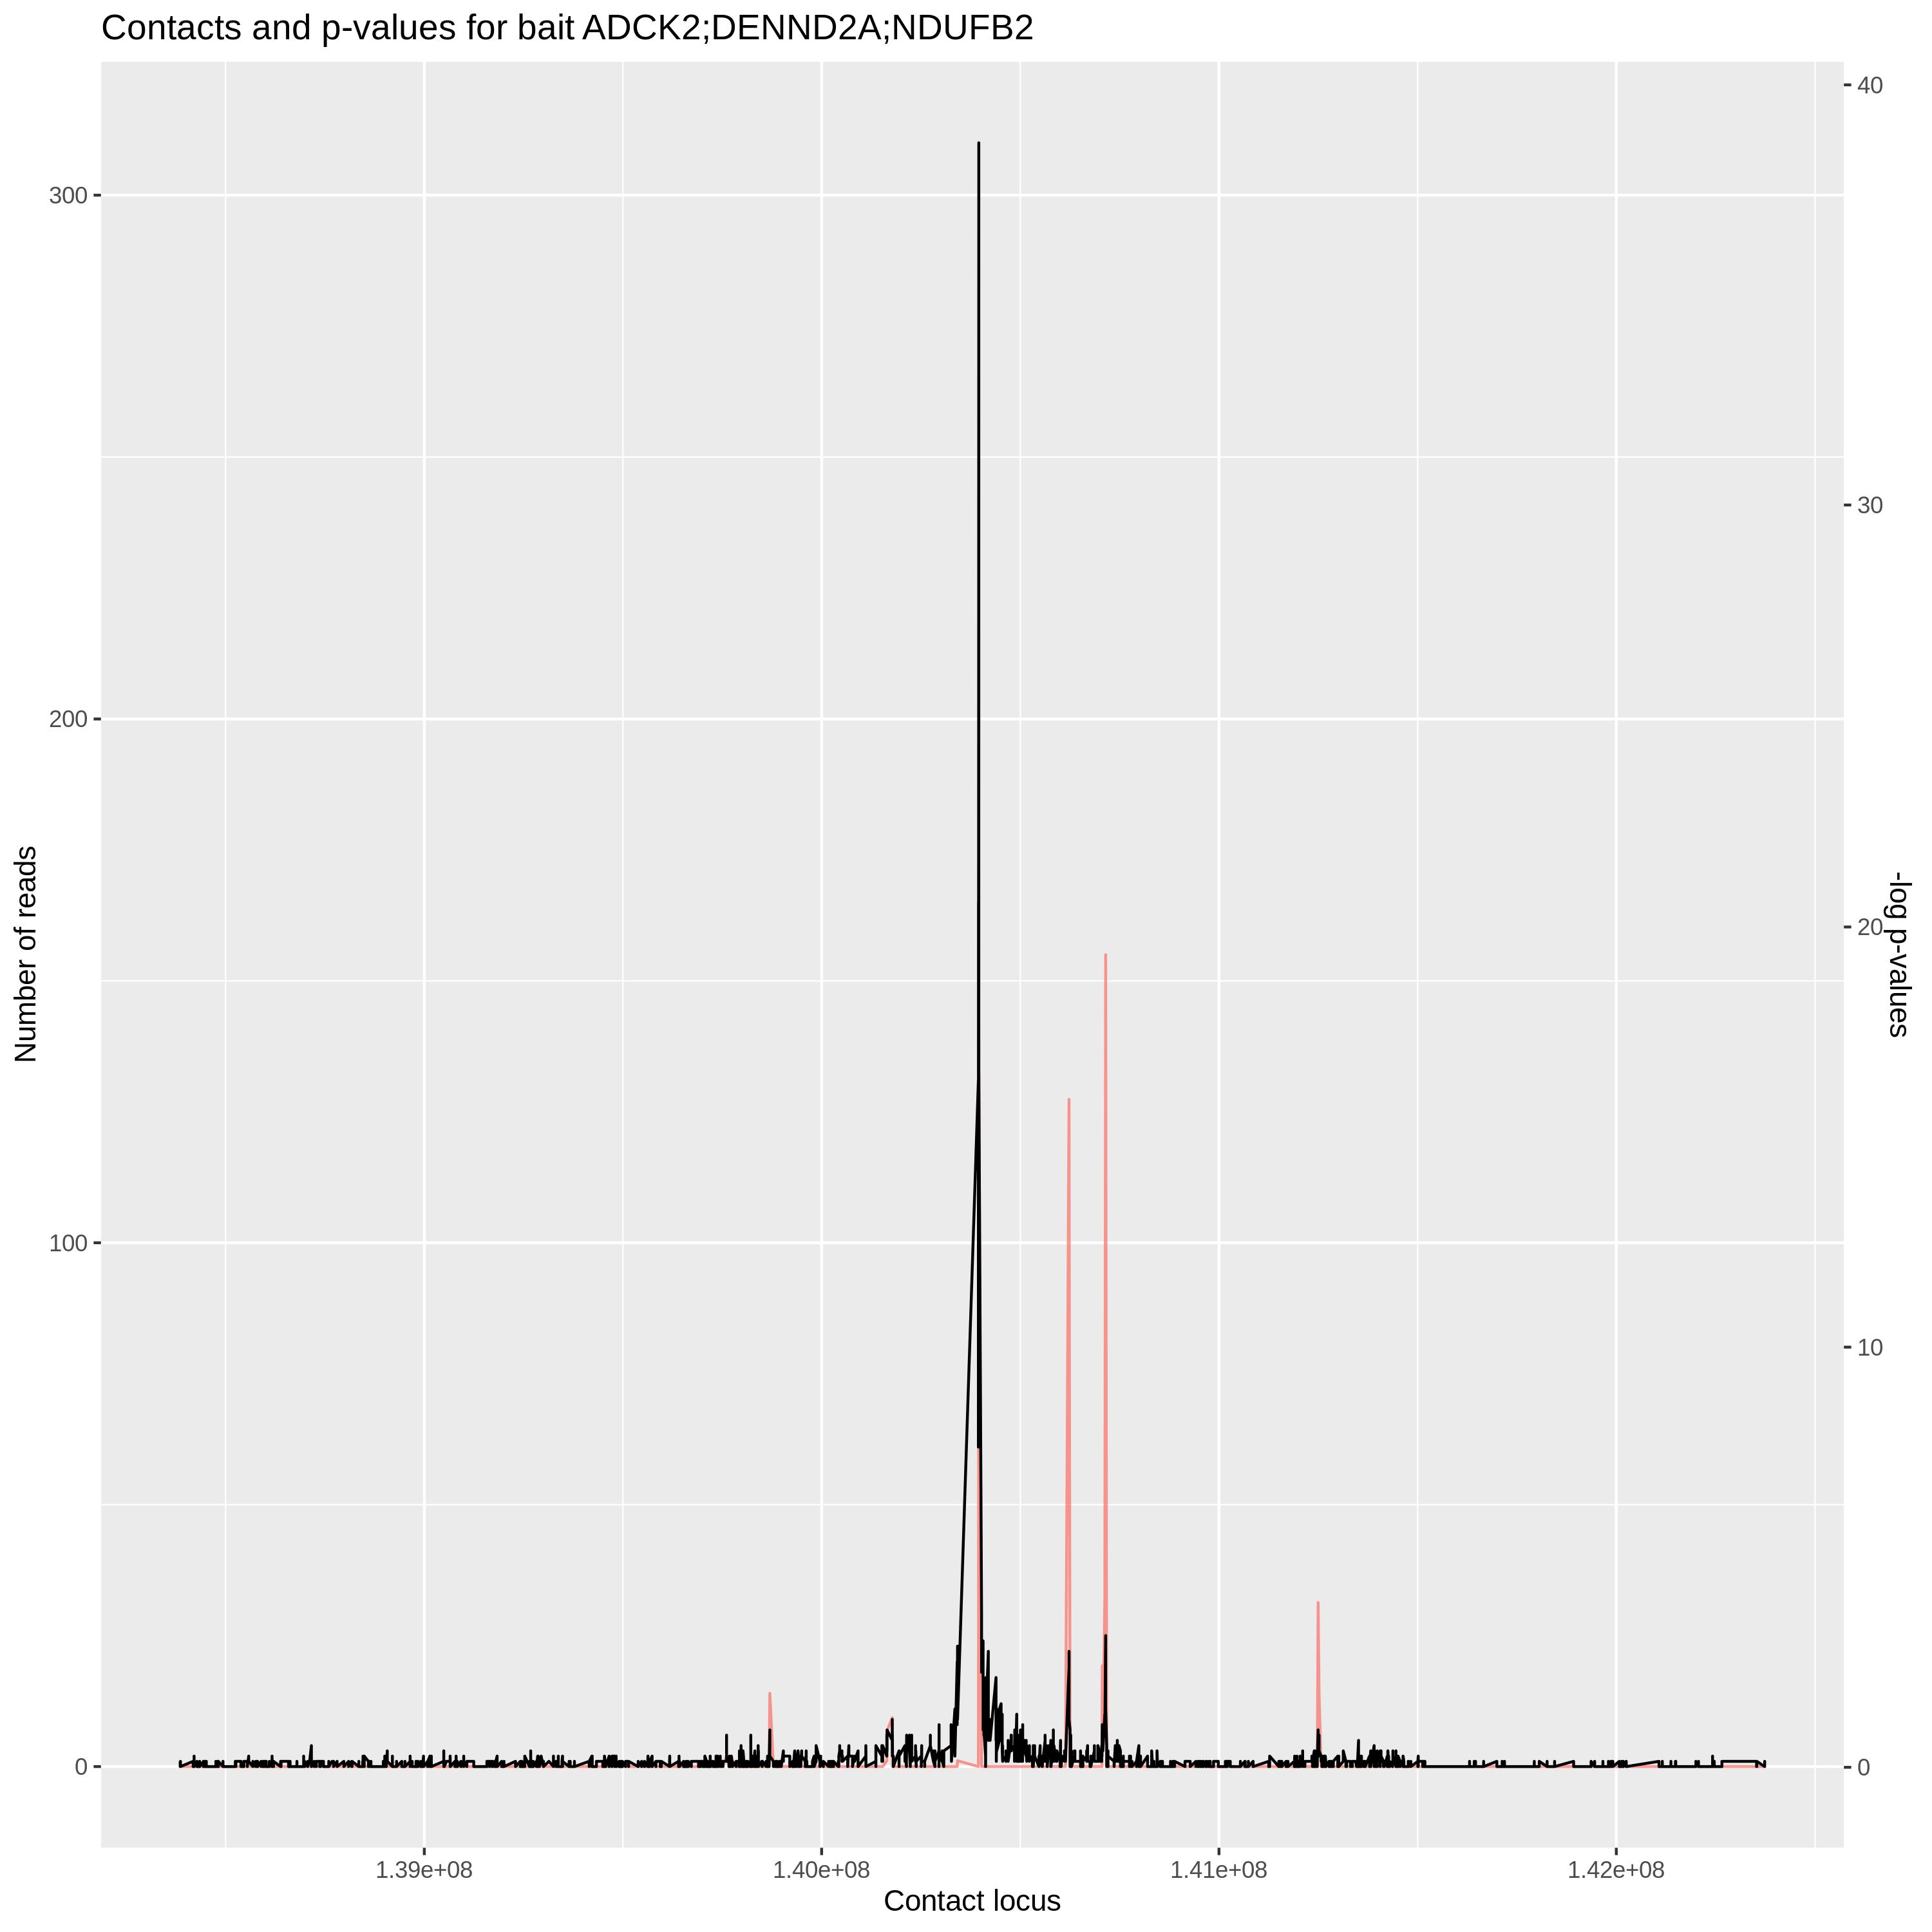 Contacts and p-values for bait ADCK2;DENND2A;NDUFB2
Number of reads
300
200
100
0
40
30
20
10
0
-log p-values
1.39e+08 1.40e+08 1.41e+08 1.42e+08
Contact locus